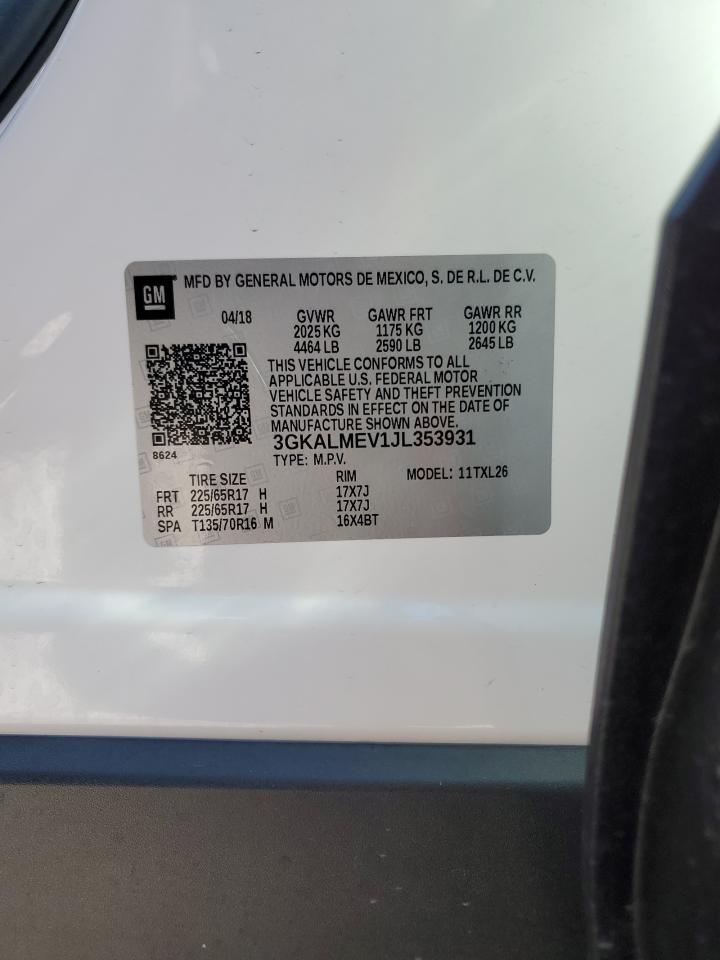 GM
MFD BY GENERAL MOTORS DE MEXICO, S. DE R.L. DE C.V.
04/18 GVWR GAWR FRT GAWR RR
2025 KG 1175 KG 1200 KG
4464 LB 2590 LB 2645 LB
THIS VEHICLE CONFORMS TO ALL
APPLICABLE U.S. FEDERAL MOTOR
VEHICLE SAFETY AND THEFT PREVENTION
STANDARDS IN EFFECT ON THE DATE OF
MANUFACTURE SHOWN ABOVE.
3GKALMEV1JL353931
8624
TYPE: M.P.V.
MODEL: 11TXL26
TIRE SIZE RIM
FRT 225/65R17 H 17X7J
RR 225/65R17 H 17X7J
SPA T135/70R16 M 16X4BT